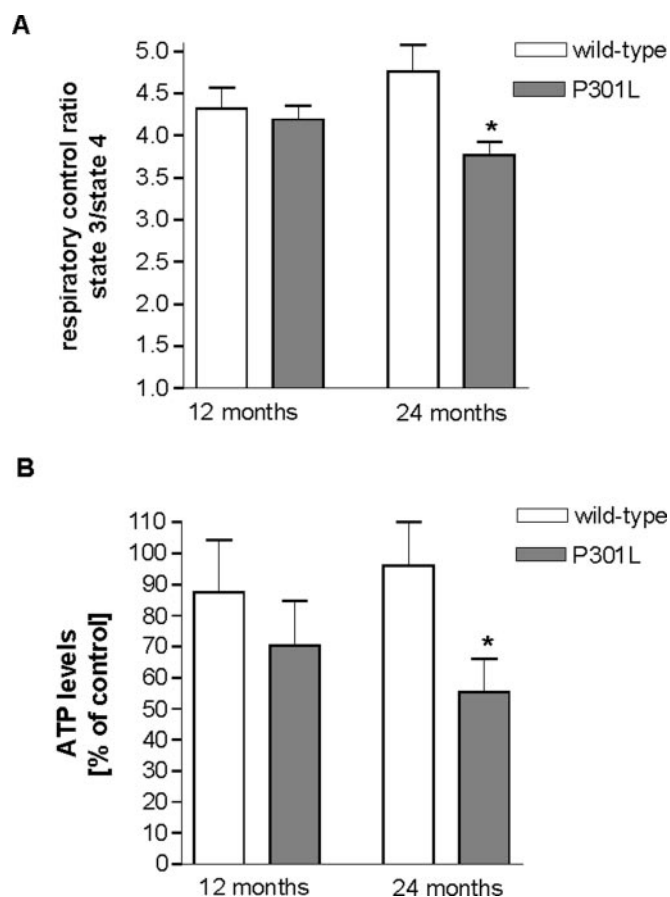 A
respiratory control ratio
state 3/state 4
5.0
4.5
4.0
3.5
3.0
2.5
2.0
1.5
1.0
wild-type
P301L
*
12 months
24 months
B
ATP levels
[% of control]
110
100
90
80
70
60
50
40
30
20
10
0
wild-type
P301L
*
12 months
24 months